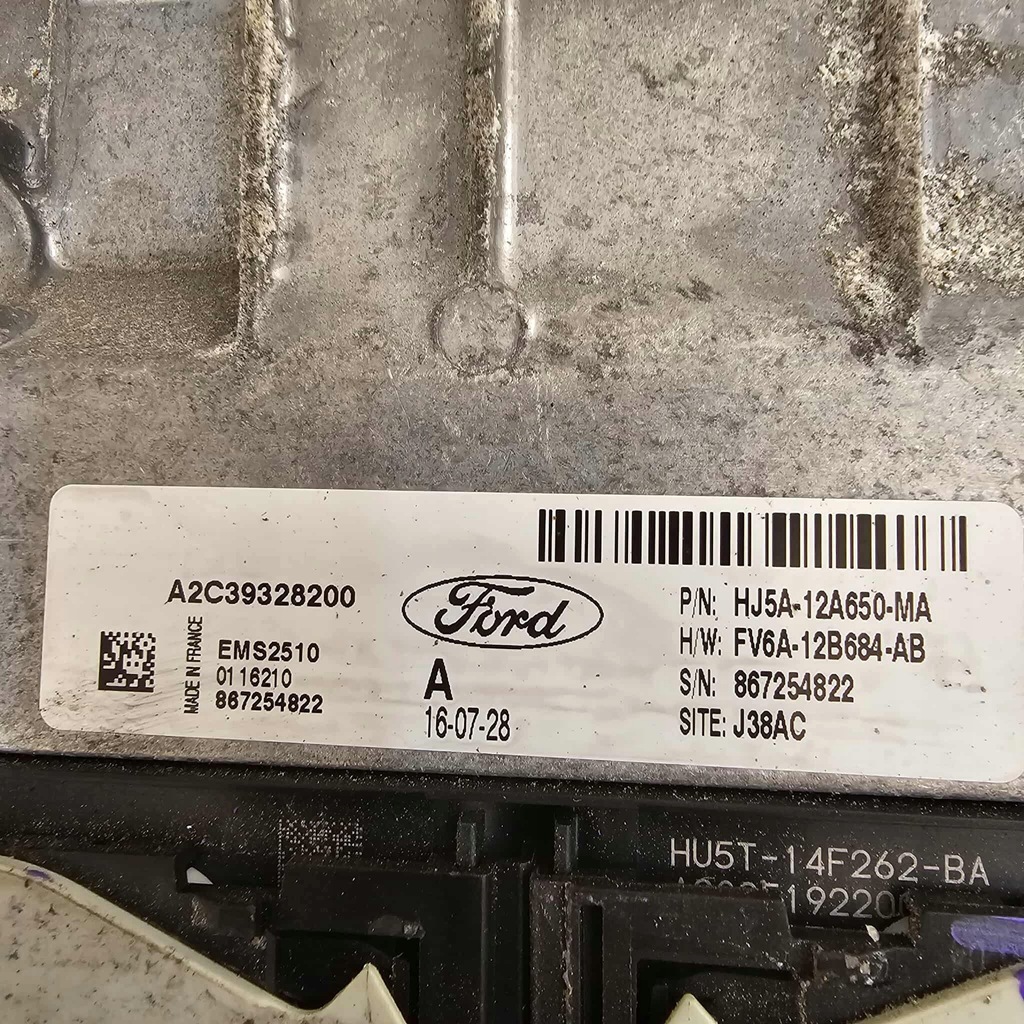 A2C39328200
MADE IN FRANCE
EMS2510
0116210
867254822
Ford
A
16-07-28
P/N: HJ5A-12A650-MA
H/W: FV6A-12B684-AB
S/N: 867254822
SITE: J38AC
HU5T-14F262-BA